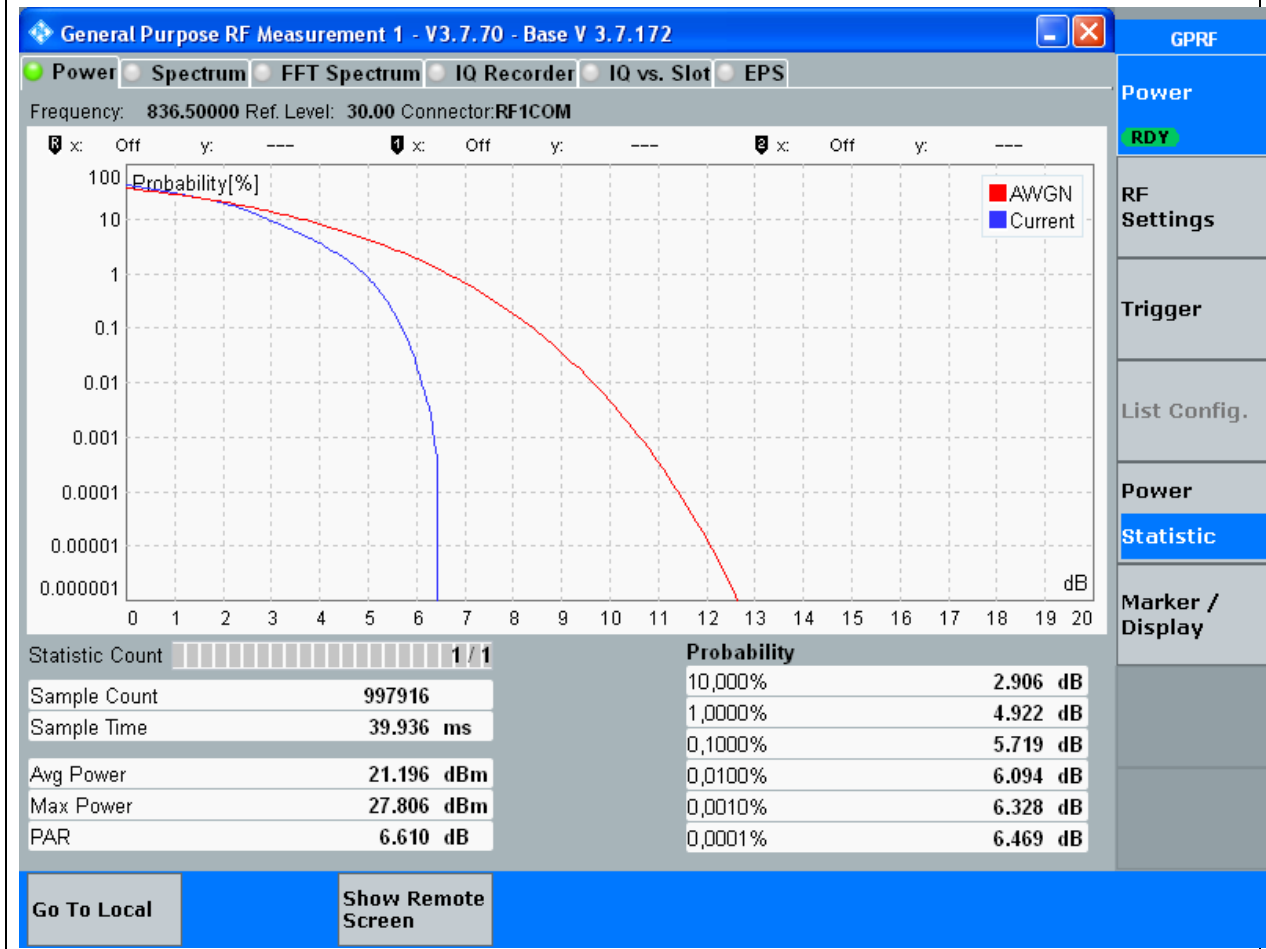 General Purpose RF Measurement 1 - V3.7.70 - Base V 3.7.172
GPRF
Power Spectrum FFT Spectrum IQ Recorder IQ vs. Slot EPS
Frequency: 836.50000 Ref. Level: 30.00 Connector:RF1COM
R x: Off y: --- 1 x: Off y: --- 2 x: Off y: ---
Probability[%]
100
10
1
0.1
0.01
0.001
0.0001
0.00001
0.000001
AWGN
Current
dB
0 1 2 3 4 5 6 7 8 9 10 11 12 13 14 15 16 17 18 19 20
Statistic Count 1 / 1
Sample Count 997916
Sample Time 39.936 ms
Avg Power 21.196 dBm
Max Power 27.806 dBm
PAR 6.610 dB
Probability
10,000% 2.906 dB
1,0000% 4.922 dB
0,1000% 5.719 dB
0,0100% 6.094 dB
0,0010% 6.328 dB
0,0001% 6.469 dB
Power
RDY
RF
Settings
Trigger
List Config.
Power
Statistic
Marker /
Display
Go To Local
Show Remote
Screen